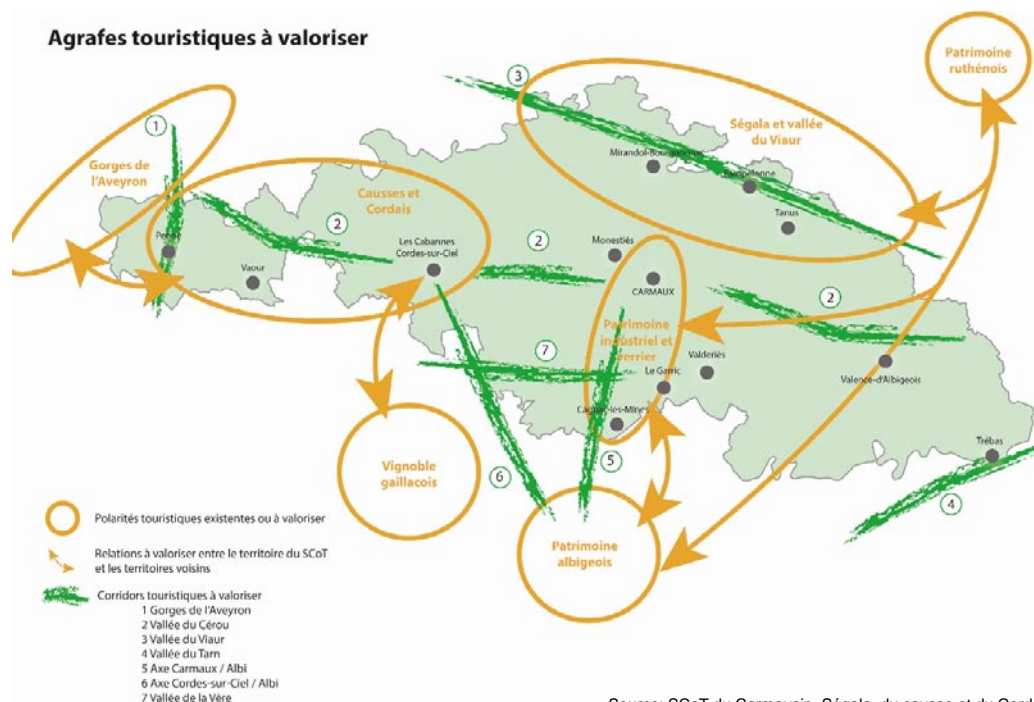 Agrafes touristiques à valoriser
Patrimoine
ruthénois
3
1
Ségala et vallée
du Viaur
Mirandol-Bourgnounac
Gorges de
l'Aveyron
Pampelonne
Causses et
Cordais
Tanus
2
2
Penne
Monestiés
Les Cabannes
Cordes-sur-Ciel
Vaour
CARMAUX
2
Patrimoine
industriel et
verrier
7
Valderiès
Le Garric
Valence-d'Albigeois
Cagnac-les-Mines
Trébas
Vignoble
gaillacois
6
5
4
Patrimoine
albigeois
Polarités touristiques existentes ou à valoriser
Relations à valoriser entre le territoire du SCoT
et les territoires voisins
Corridors touristiques à valoriser
1 Gorges de l'Aveyron
2 Vallée du Cérou
3 Vallée du Viaur
4 Vallée du Tarn
5 Axe Carmaux / Albi
6 Axe Cordes-sur-Ciel / Albi
7 Vallée de la Vère